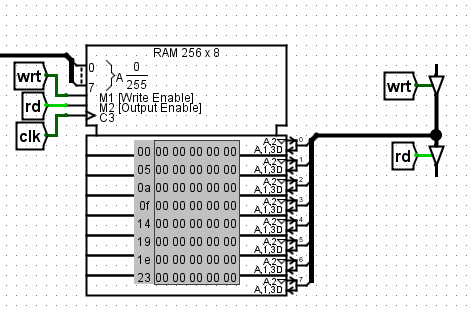 RAM 256 x 8
wrt
rd
clk
0
7
A
0
255
M1 [Write Enable]
M2 [Output Enable]
C3
wrt
rd
00 00 00 00 00 00
05 00 00 00 00 00
0a 00 00 00 00 00
0f 00 00 00 00 00
14 00 00 00 00 00
19 00 00 00 00 00
1e 00 00 00 00 00
23 00 00 00 00 00
A,2 0
A,1,3D
A,2 1
A,1,3D
A,2 2
A,1,3D
A,2 3
A,1,3D
A,2 4
A,1,3D
A,2 5
A,1,3D
A,2 6
A,1,3D
A,2 7
A,1,3D